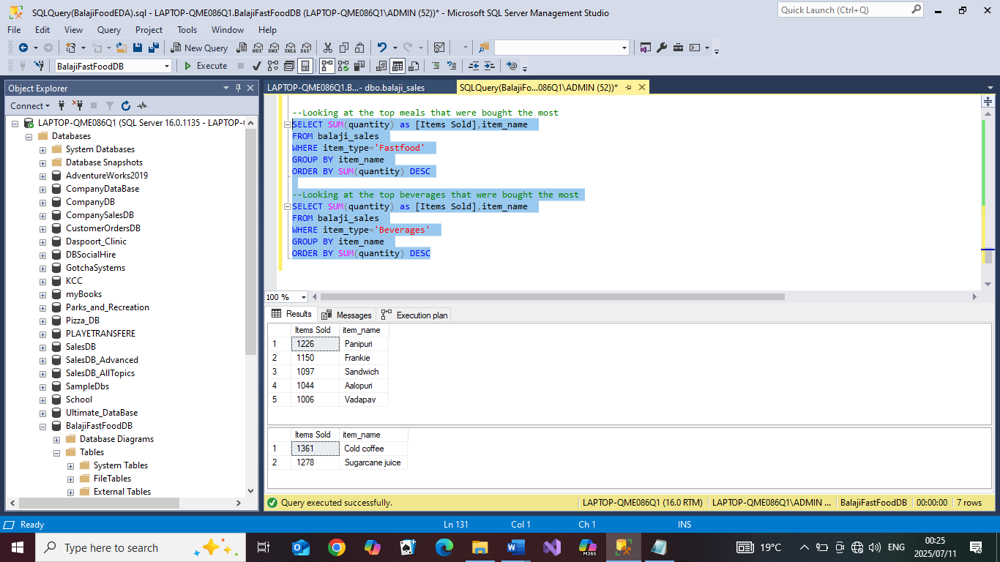 SQLQuery(BalajiFoodEDA).sql - LAPTOP-QME086Q1.BalajiFastFoodDB (LAPTOP-QME086Q1\ADMIN (52))* - Microsoft SQL Server Management Studio
Quick Launch (Ctrl+Q)
File Edit View Query Project Tools Window Help
New Query
MDX DMX XMLA DAX
BalajiFastFoodDB
Execute
Object Explorer
LAPTOP-QME086Q1.B...- dbo.balaji_sales
SQLQuery(BalajiFo...086Q1\ADMIN (52))*
Connect
LAPTOP-QME086Q1 (SQL Server 16.0.1135 - LAPTOP-
Databases
System Databases
Database Snapshots
AdventureWorks2019
CompanyDataBase
CompanyDB
CompanySalesDB
CustomerOrdersDB
Daspoort_Clinic
DBSocialHire
GotchaSystems
KCC
myBooks
Parks_and_Recreation
Pizza_DB
PLAYETRANSFERE
SalesDB
SalesDB_Advanced
SalesDB_AllTopics
SampleDbs
School
Ultimate_DataBase
BalajiFastFoodDB
Database Diagrams
Tables
System Tables
FileTables
External Tables
--Looking at the top meals that were bought the most
SELECT SUM(quantity) as [Items Sold],item_name
FROM balaji_sales
WHERE item_type='Fastfood'
GROUP BY item_name
ORDER BY SUM(quantity) DESC
--Looking at the top beverages that were bought the most
SELECT SUM(quantity) as [Items Sold],item_name
FROM balaji_sales
WHERE item_type='Beverages'
GROUP BY item_name
ORDER BY SUM(quantity) DESC
100 %
Results Messages Execution plan
Items Sold item_name
1 1226 Panipuri
2 1150 Frankie
3 1097 Sandwich
4 1044 Aalopuri
5 1006 Vadapav
Items Sold item_name
1 1361 Cold coffee
2 1278 Sugarcane juice
Query executed successfully.
LAPTOP-QME086Q1 (16.0 RTM) LAPTOP-QME086Q1\ADMIN ... BalajiFastFoodDB 00:00:00 7 rows
Ready Ln 131 Col 1 Ch 1 INS
Type here to search
M365
19°C
ENG
00:25
2025/07/11